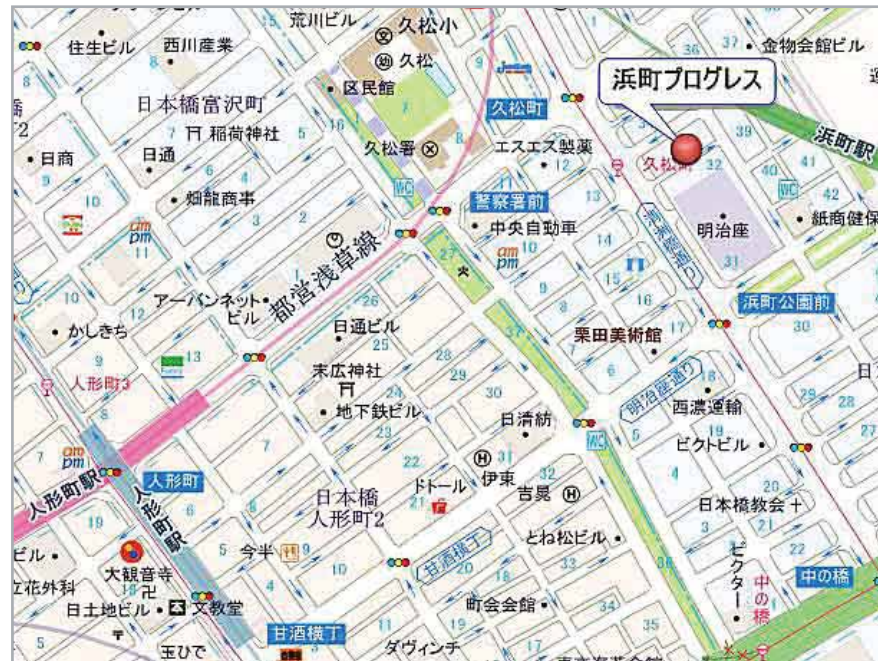 荒川ビル
久松小
住生ビル
西川産業
久松
金物会館ビル
区民館
浜町プログレス
日本橋富沢町
久松町
稲荷神社
久松署
エスエス製薬
浜町駅
日商
日通
WC
警察署前
明治座
紙商健保
畑龍商事
中央自動車
am
pm
都営浅草線
清洲橋通り
アーバンネット
ビル
浜町公園前
かしきち
日通ビル
栗田美術館
人形町3
末広神社
明治座通り
西濃運輸
地下鉄ビル
日清紡
ビクトビル
人形町
人形町駅
人形町駅
日本橋
人形町2
ドトール
伊東
吉晃
日本橋教会
今半
甘酒横丁
とね松ビル
ビクター
中の橋
中の橋
大観音寺
立花外科
日土地ビル
文教堂
町会会館
甘酒横丁
玉ひで
ダヴィンチ